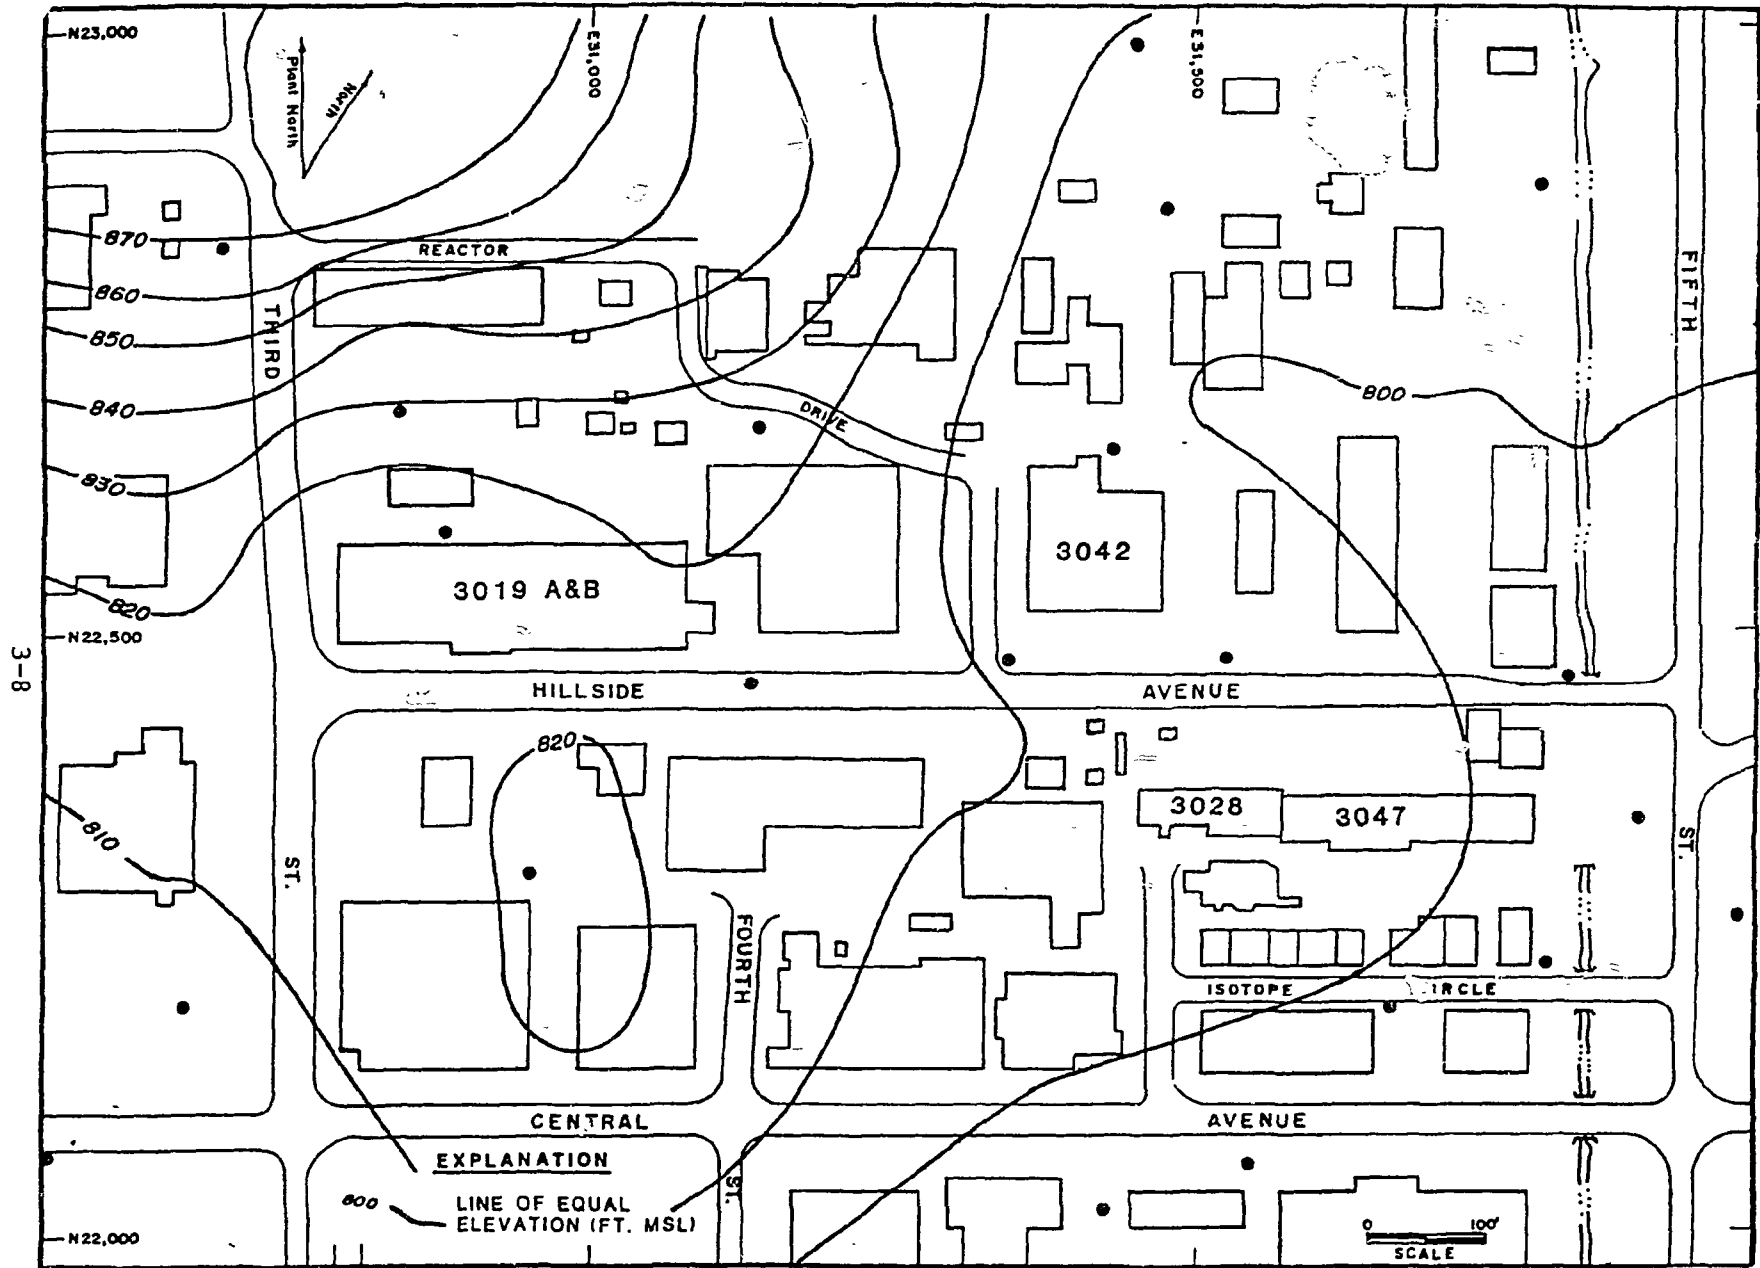 N23,000
E31,000
E31,500
Plant North
North
870
860
850
840
830
820
810
REACTOR
DRIVE
THIRD
ST.
FIFTH
ST.
800
3042
3019 A&B
N22,500
3-8
HILLSIDE AVENUE
820
3028
3047
FOURTH
ST.
ISOTOPE IRCLE
CENTRAL AVENUE
EXPLANATION
800 LINE OF EQUAL
ELEVATION (FT. MSL)
N22,000
0 100'
SCALE